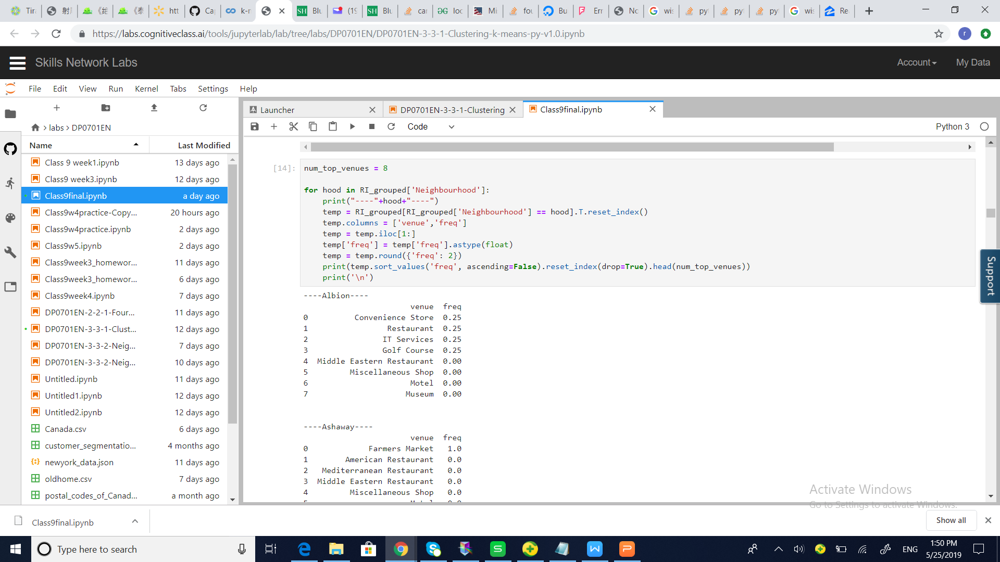 Tir
射
《纟
《泰
htt
Ca
k-r
SH Blu
(19
SH Blu
car
loc
Mi
fou
Bu
Err
No
wis
pyt
pyt
pyt
wis
Re
https://labs.cognitiveclass.ai/tools/jupyterlab/lab/tree/labs/DP0701EN/DP0701EN-3-3-1-Clustering-k-means-py-v1.0.ipynb
r
Skills Network Labs
Account
My Data
File Edit View Run Kernel Tabs Settings Help
> labs > DP0701EN
Name Last Modified
Class 9 week1.ipynb 13 days ago
Class9 week3.ipynb 12 days ago
Class9final.ipynb a day ago
Class9w4practice-Copy... 20 hours ago
Class9w4practice.ipynb 2 days ago
Class9w5.ipynb 2 days ago
Class9week3_homewor... 11 days ago
Class9week3_homewor... 6 days ago
Class9week4.ipynb 7 days ago
DP0701EN-2-2-1-Four... 11 days ago
DP0701EN-3-3-1-Clust... 12 days ago
DP0701EN-3-3-2-Neig... 7 days ago
DP0701EN-3-3-2-Neig... 10 days ago
Untitled.ipynb 11 days ago
Untitled1.ipynb 12 days ago
Untitled2.ipynb 12 days ago
Canada.csv 6 days ago
customer_segmentatio... 4 months ago
newyork_data.json 11 days ago
oldhome.csv 7 days ago
postal_codes_of_Canad... a month ago
Launcher
DP0701EN-3-3-1-Clustering
Class9final.ipynb
Code
Python 3
[14]:
num_top_venues = 8
for hood in RI_grouped['Neighbourhood']:
print("----"+hood+"----")
temp = RI_grouped[RI_grouped['Neighbourhood'] == hood].T.reset_index()
temp.columns = ['venue','freq']
temp = temp.iloc[1:]
temp['freq'] = temp['freq'].astype(float)
temp = temp.round({'freq': 2})
print(temp.sort_values('freq', ascending=False).reset_index(drop=True).head(num_top_venues))
print('\n')
----Albion----
venue freq
0 Convenience Store 0.25
1 Restaurant 0.25
2 IT Services 0.25
3 Golf Course 0.25
4 Middle Eastern Restaurant 0.00
5 Miscellaneous Shop 0.00
6 Motel 0.00
7 Museum 0.00
----Ashaway----
venue freq
0 Farmers Market 1.0
1 American Restaurant 0.0
2 Mediterranean Restaurant 0.0
3 Middle Eastern Restaurant 0.0
4 Miscellaneous Shop 0.0
Support
Activate Windows
Go to Settings to activate Windows.
Class9final.ipynb
Show all
Type here to search
ENG
1:50 PM
5/25/2019